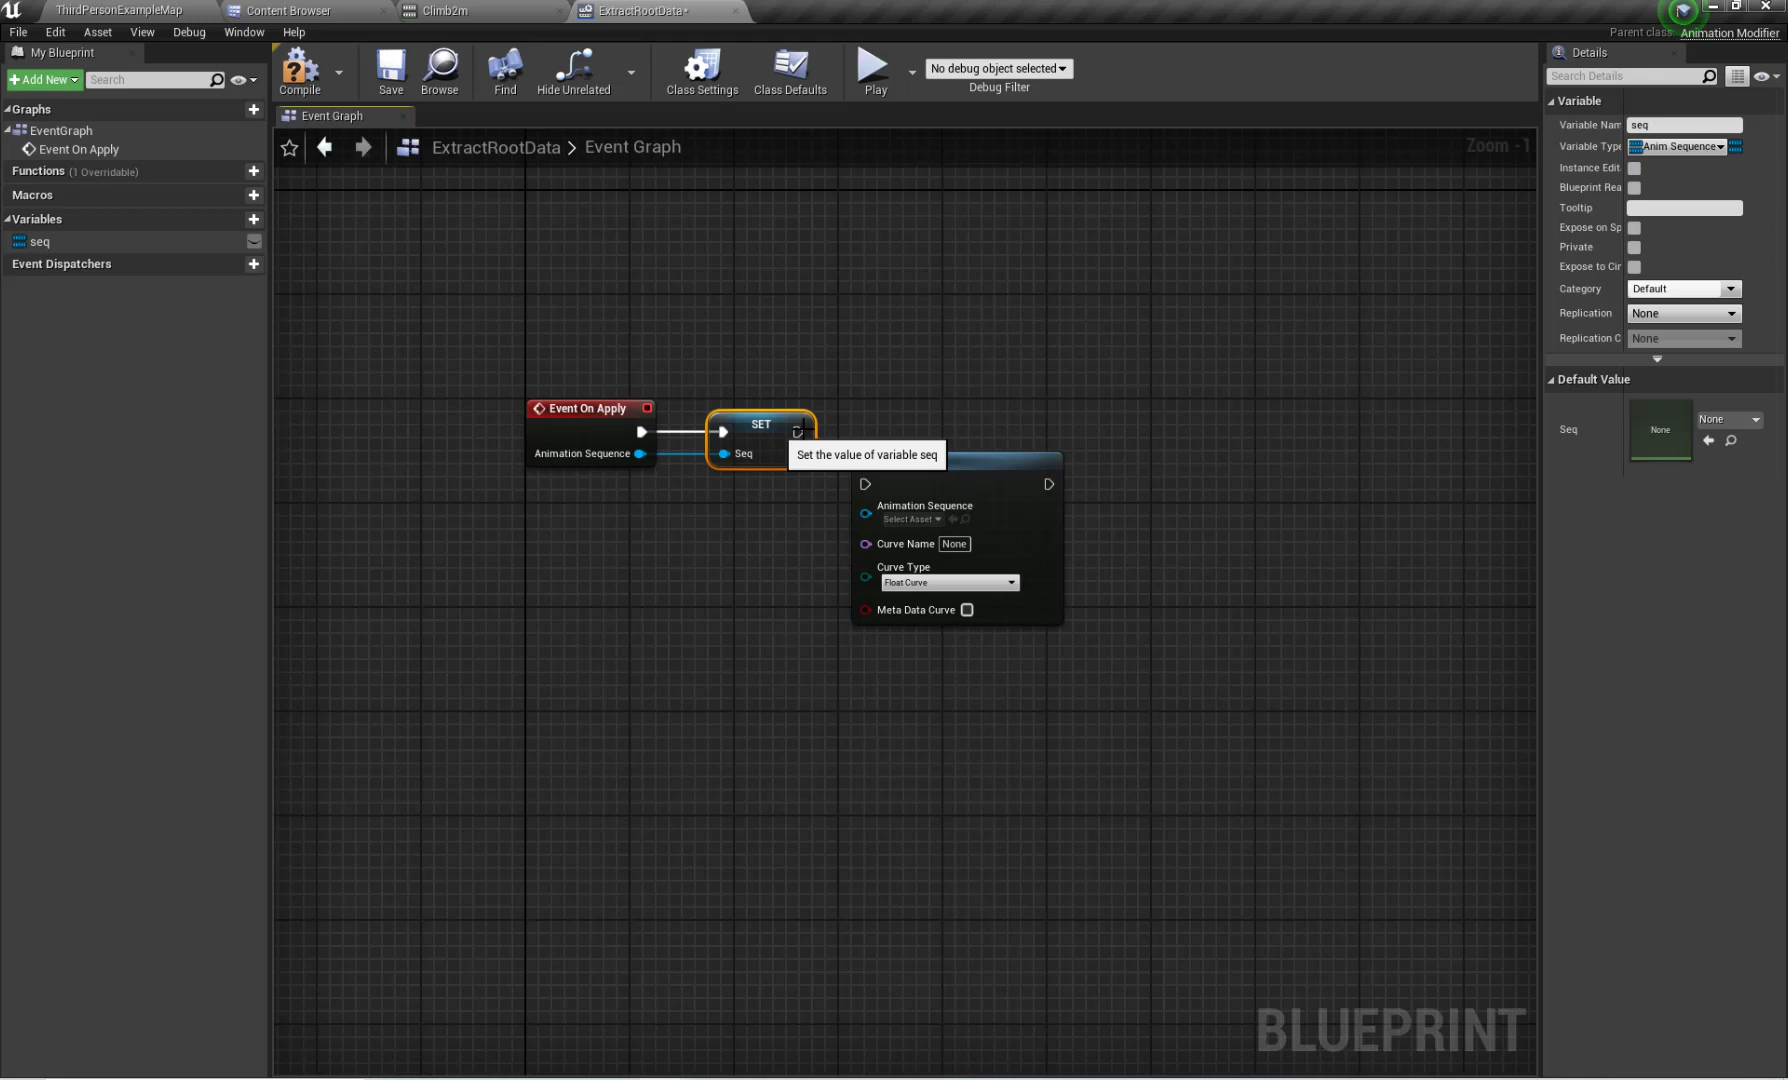 ThirdPersonExampleMap
Content Browser
Climb2m
ExtractRootData*
File Edit Asset View Debug Window Help
Parent class: Animation Modifier
My Blueprint
Add New
Search
Compile
Save
Browse
Find
Hide Unrelated
Class Settings
Class Defaults
Play
No debug object selected
Debug Filter
Graphs
EventGraph
Event On Apply
Functions (1 Overridable)
Macros
Variables
seq
Event Dispatchers
Event Graph
ExtractRootData > Event Graph
Zoom -1
Event On Apply
Animation Sequence
SET
Seq
Set the value of variable seq
Animation Sequence
Select Asset
Curve Name None
Curve Type
Float Curve
Meta Data Curve
BLUEPRINT
Details
Search Details
Variable
Variable Nam seq
Variable Type Anim Sequence
Instance Edit
Blueprint Rea
Tooltip
Expose on Sp
Private
Expose to Cir
Category Default
Replication None
Replication C None
Default Value
Seq
None
None